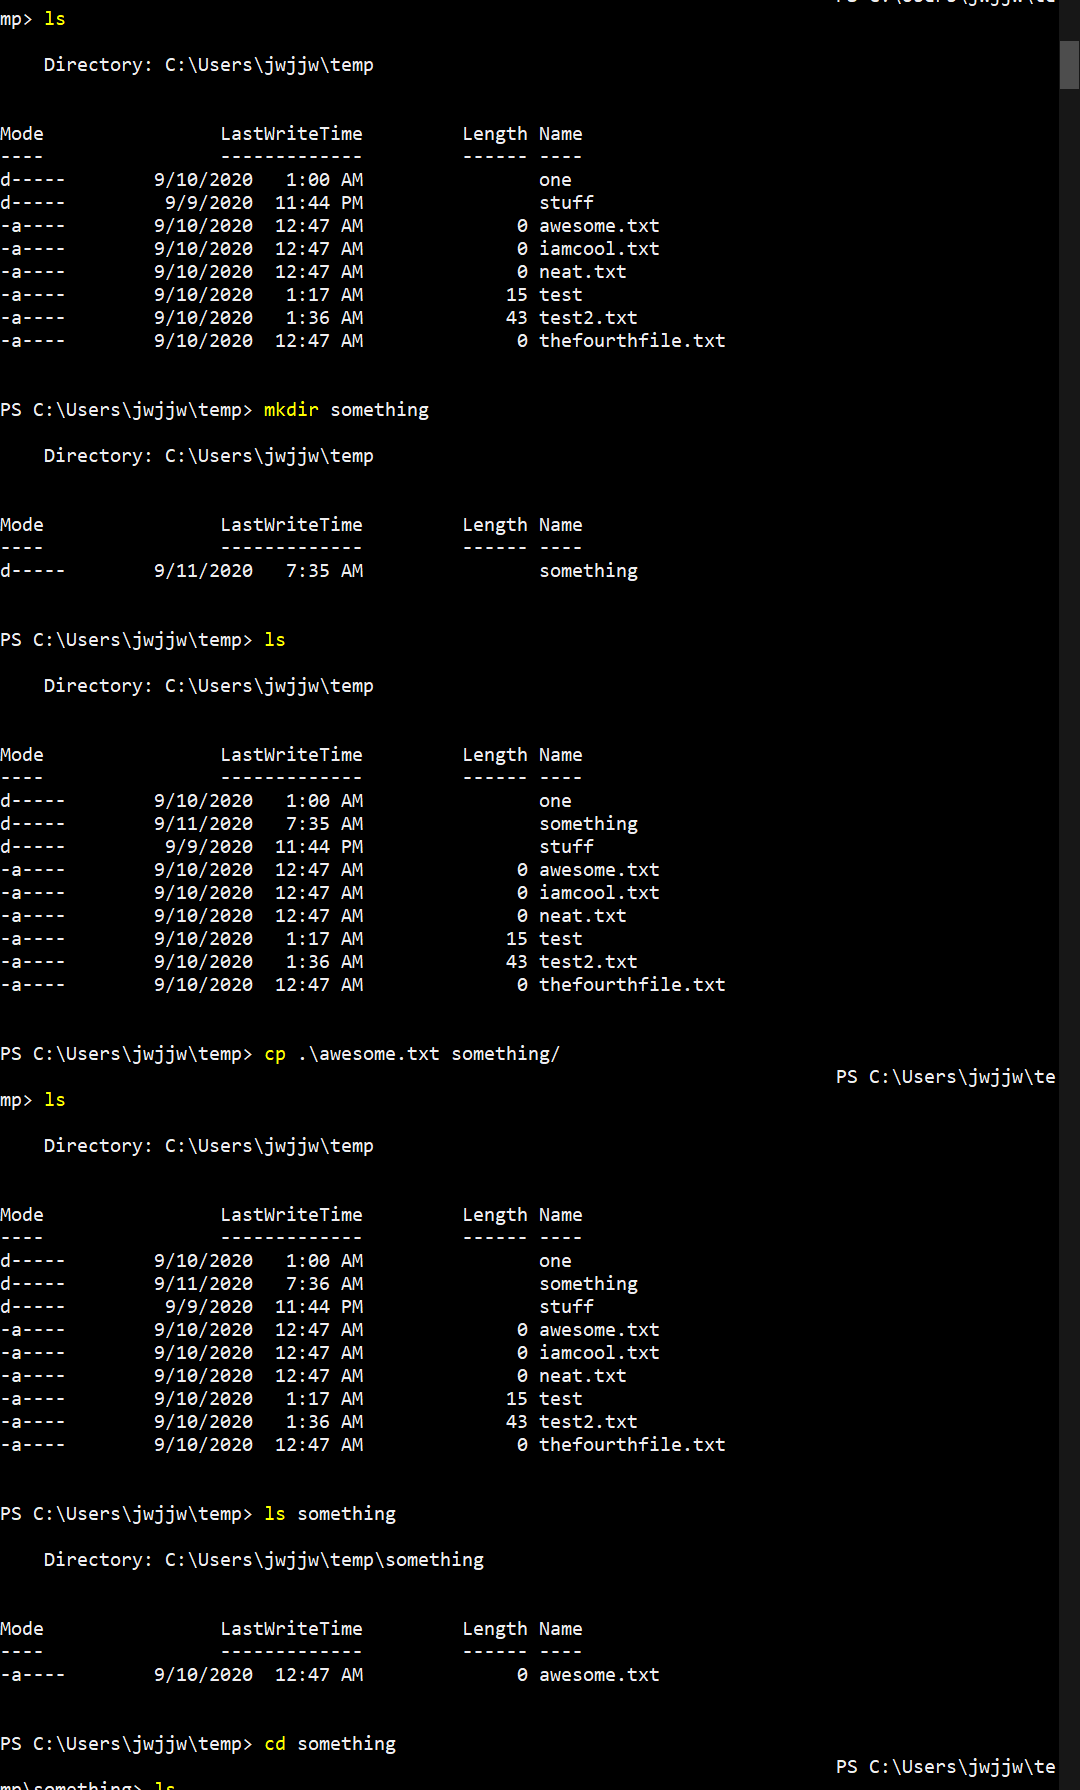 PS C:\Users\jwjjw\te
mp> ls
    Directory: C:\Users\jwjjw\temp
Mode                LastWriteTime         Length Name
----                -------------         ------ ----
d-----        9/10/2020   1:00 AM                one
d-----         9/9/2020  11:44 PM                stuff
-a----        9/10/2020  12:47 AM              0 awesome.txt
-a----        9/10/2020  12:47 AM              0 iamcool.txt
-a----        9/10/2020  12:47 AM              0 neat.txt
-a----        9/10/2020   1:17 AM             15 test
-a----        9/10/2020   1:36 AM             43 test2.txt
-a----        9/10/2020  12:47 AM              0 thefourthfile.txt
PS C:\Users\jwjjw\temp> mkdir something
    Directory: C:\Users\jwjjw\temp
Mode                LastWriteTime         Length Name
----                -------------         ------ ----
d-----        9/11/2020   7:35 AM                something
PS C:\Users\jwjjw\temp> ls
    Directory: C:\Users\jwjjw\temp
Mode                LastWriteTime         Length Name
----                -------------         ------ ----
d-----        9/10/2020   1:00 AM                one
d-----        9/11/2020   7:35 AM                something
d-----         9/9/2020  11:44 PM                stuff
-a----        9/10/2020  12:47 AM              0 awesome.txt
-a----        9/10/2020  12:47 AM              0 iamcool.txt
-a----        9/10/2020  12:47 AM              0 neat.txt
-a----        9/10/2020   1:17 AM             15 test
-a----        9/10/2020   1:36 AM             43 test2.txt
-a----        9/10/2020  12:47 AM              0 thefourthfile.txt
PS C:\Users\jwjjw\temp> cp .\awesome.txt something/
PS C:\Users\jwjjw\te
mp> ls
    Directory: C:\Users\jwjjw\temp
Mode                LastWriteTime         Length Name
----                -------------         ------ ----
d-----        9/10/2020   1:00 AM                one
d-----        9/11/2020   7:36 AM                something
d-----         9/9/2020  11:44 PM                stuff
-a----        9/10/2020  12:47 AM              0 awesome.txt
-a----        9/10/2020  12:47 AM              0 iamcool.txt
-a----        9/10/2020  12:47 AM              0 neat.txt
-a----        9/10/2020   1:17 AM             15 test
-a----        9/10/2020   1:36 AM             43 test2.txt
-a----        9/10/2020  12:47 AM              0 thefourthfile.txt
PS C:\Users\jwjjw\temp> ls something
    Directory: C:\Users\jwjjw\temp\something
Mode                LastWriteTime         Length Name
----                -------------         ------ ----
-a----        9/10/2020  12:47 AM              0 awesome.txt
PS C:\Users\jwjjw\temp> cd something
PS C:\Users\jwjjw\te
mp\something> ls